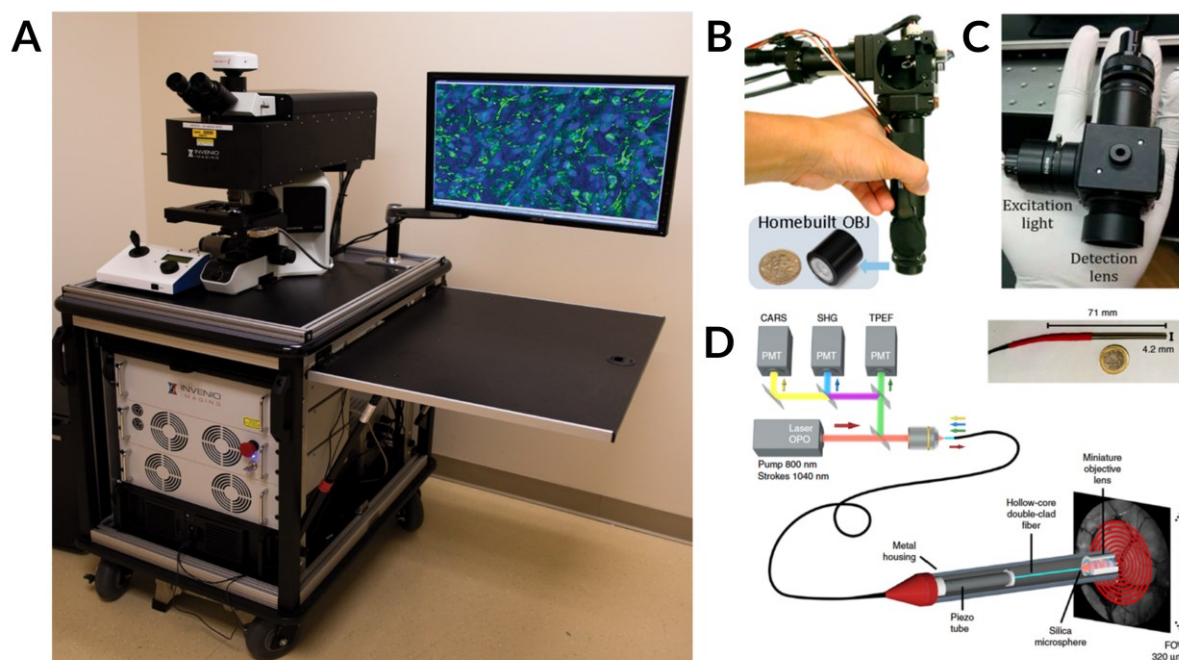 A
INVENIO
IMAGING
INVENIO
IMAGING
B
Homebuilt OBJ
C
Excitation
light
Detection
lens
D
CARS
SHG
TPEF
PMT
PMT
PMT
Laser
OPO
Pump 800 nm
Strokes 1040 nm
71 mm
4.2 mm
Miniature
objective
lens
Hollow-core
double-clad
fiber
Metal
housing
Piezo
tube
Silica
microsphere
320 µm